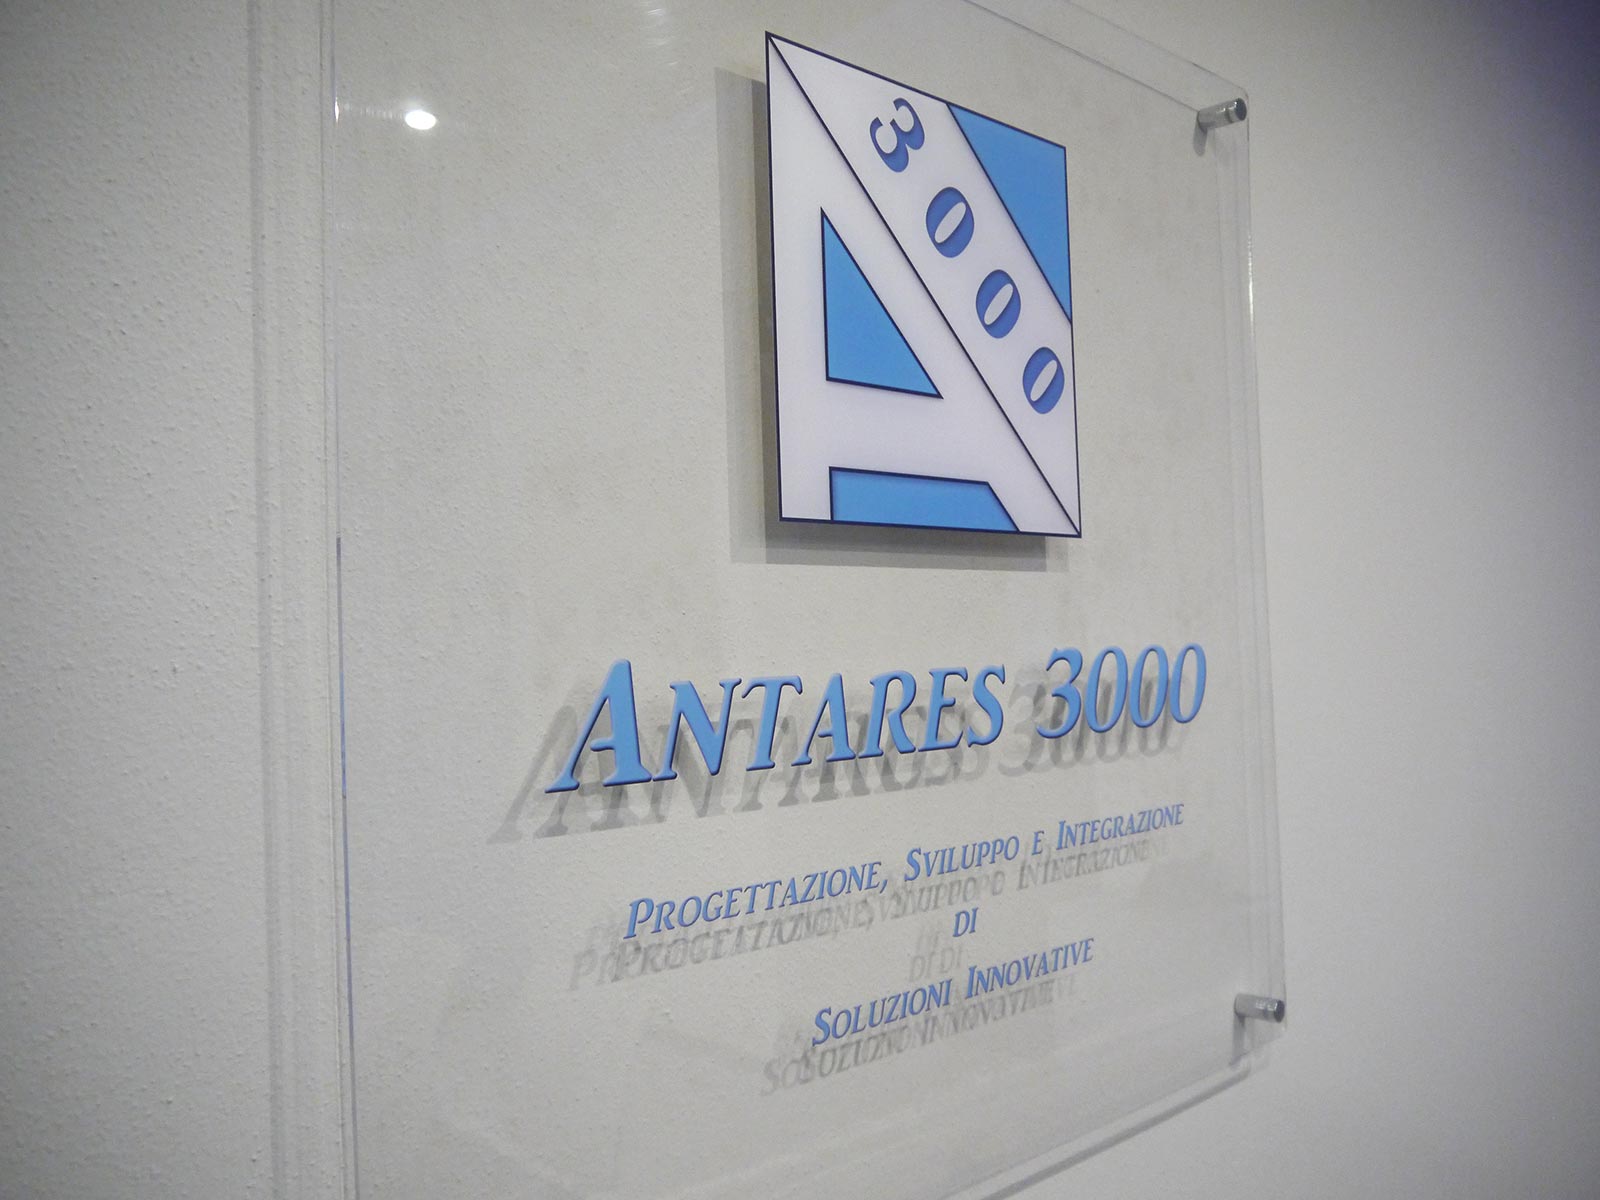 3000
ANTARES 3000
PROGETTAZIONE, SVILUPPO E INTEGRAZIONE
DI
SOLUZIONI INNOVATIVE